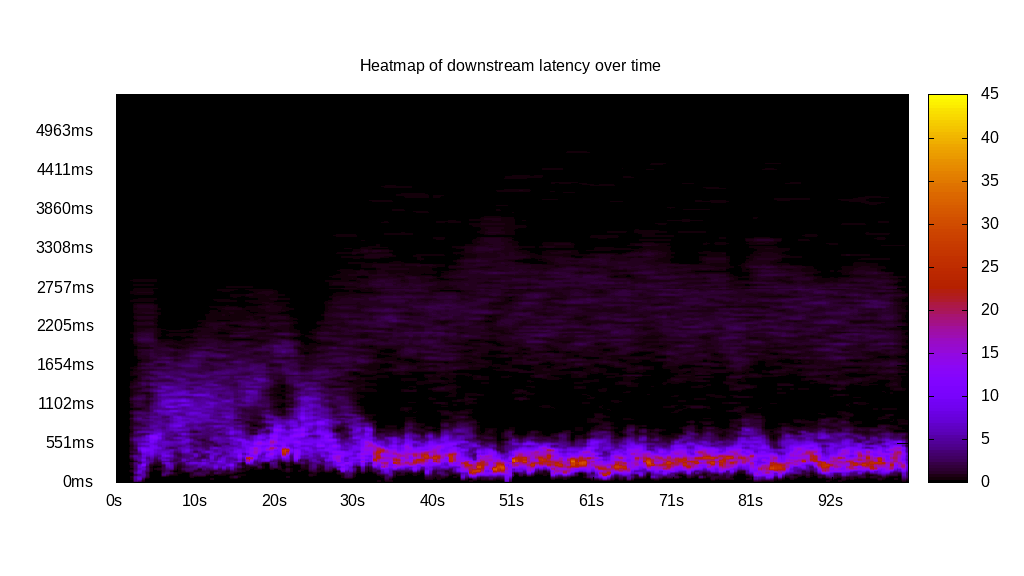 Heatmap of downstream latency over time
4963ms
4411ms
3860ms
3308ms
2757ms
2205ms
1654ms
1102ms
551ms
0ms
0s 10s 20s 30s 40s 51s 61s 71s 81s 92s
45
40
35
30
25
20
15
10
5
0